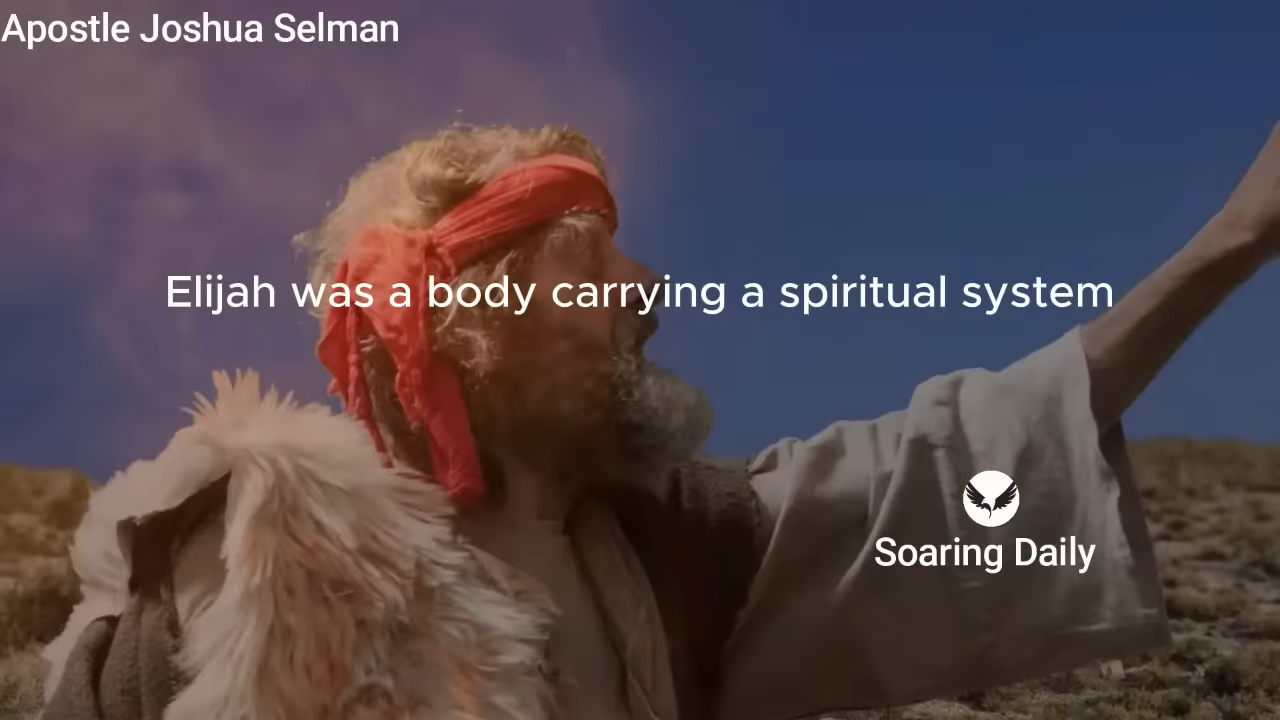 Apostle Joshua Selman
Elijah was a body carrying a spiritual system
Soaring Daily